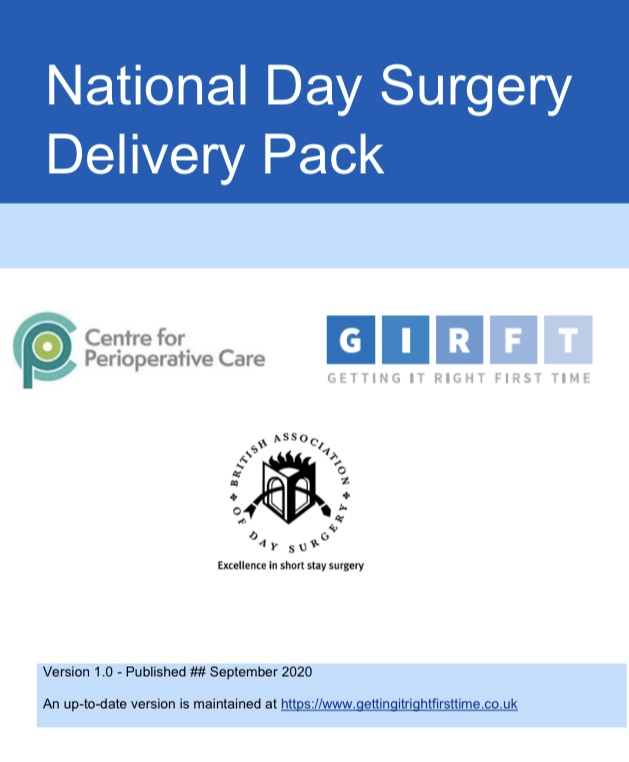 National Day Surgery
Delivery Pack
Centre for
Perioperative Care
G I R F T
GETTING IT RIGHT FIRST TIME
BRITISH ASSOCIATION
OF DAY SURGERY
Excellence in short stay surgery
Version 1.0 - Published ## September 2020
An up-to-date version is maintained at https://www.gettingitrightfirsttime.co.uk